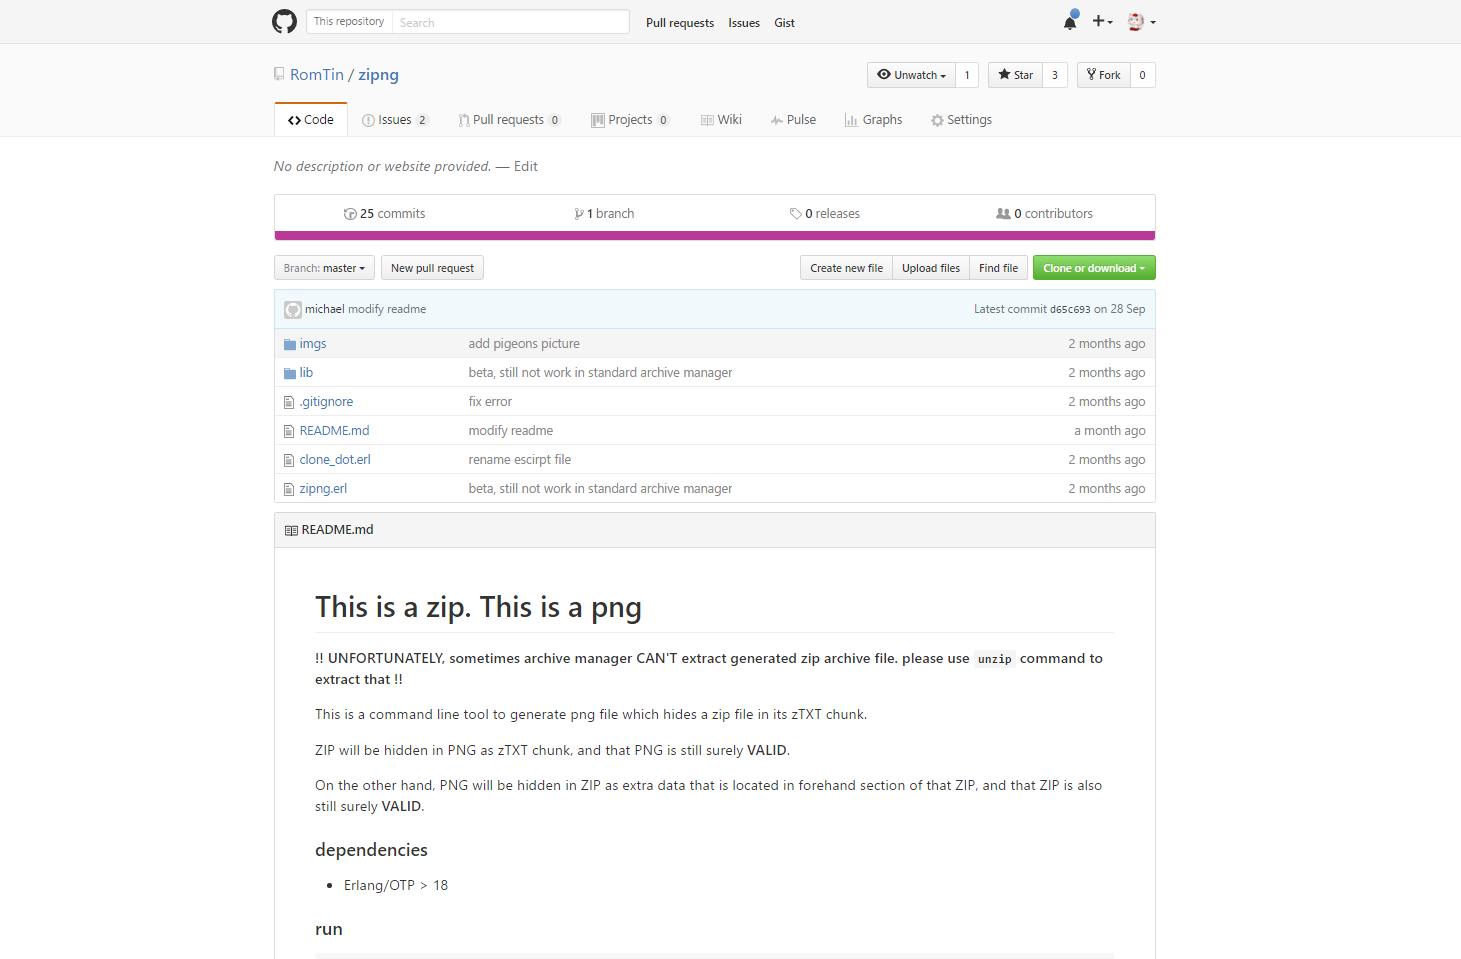 This repository Search Pull requests Issues Gist
RomTin / zipng Unwatch 1 Star 3 Fork 0
Code Issues 2 Pull requests 0 Projects 0 Wiki Pulse Graphs Settings
No description or website provided. — Edit
25 commits 1 branch 0 releases 0 contributors
Branch: master New pull request Create new file Upload files Find file Clone or download
michael modify readme Latest commit d65c693 on 28 Sep
imgs add pigeons picture 2 months ago
lib beta, still not work in standard archive manager 2 months ago
.gitignore fix error 2 months ago
README.md modify readme a month ago
clone_dot.erl rename escirpt file 2 months ago
zipng.erl beta, still not work in standard archive manager 2 months ago
README.md
This is a zip. This is a png
!! UNFORTUNATELY, sometimes archive manager CAN'T extract generated zip archive file. please use unzip command to
extract that !!
This is a command line tool to generate png file which hides a zip file in its zTXT chunk.
ZIP will be hidden in PNG as zTXT chunk, and that PNG is still surely VALID.
On the other hand, PNG will be hidden in ZIP as extra data that is located in forehand section of that ZIP, and that ZIP is also
still surely VALID.
dependencies
• Erlang/OTP > 18
run